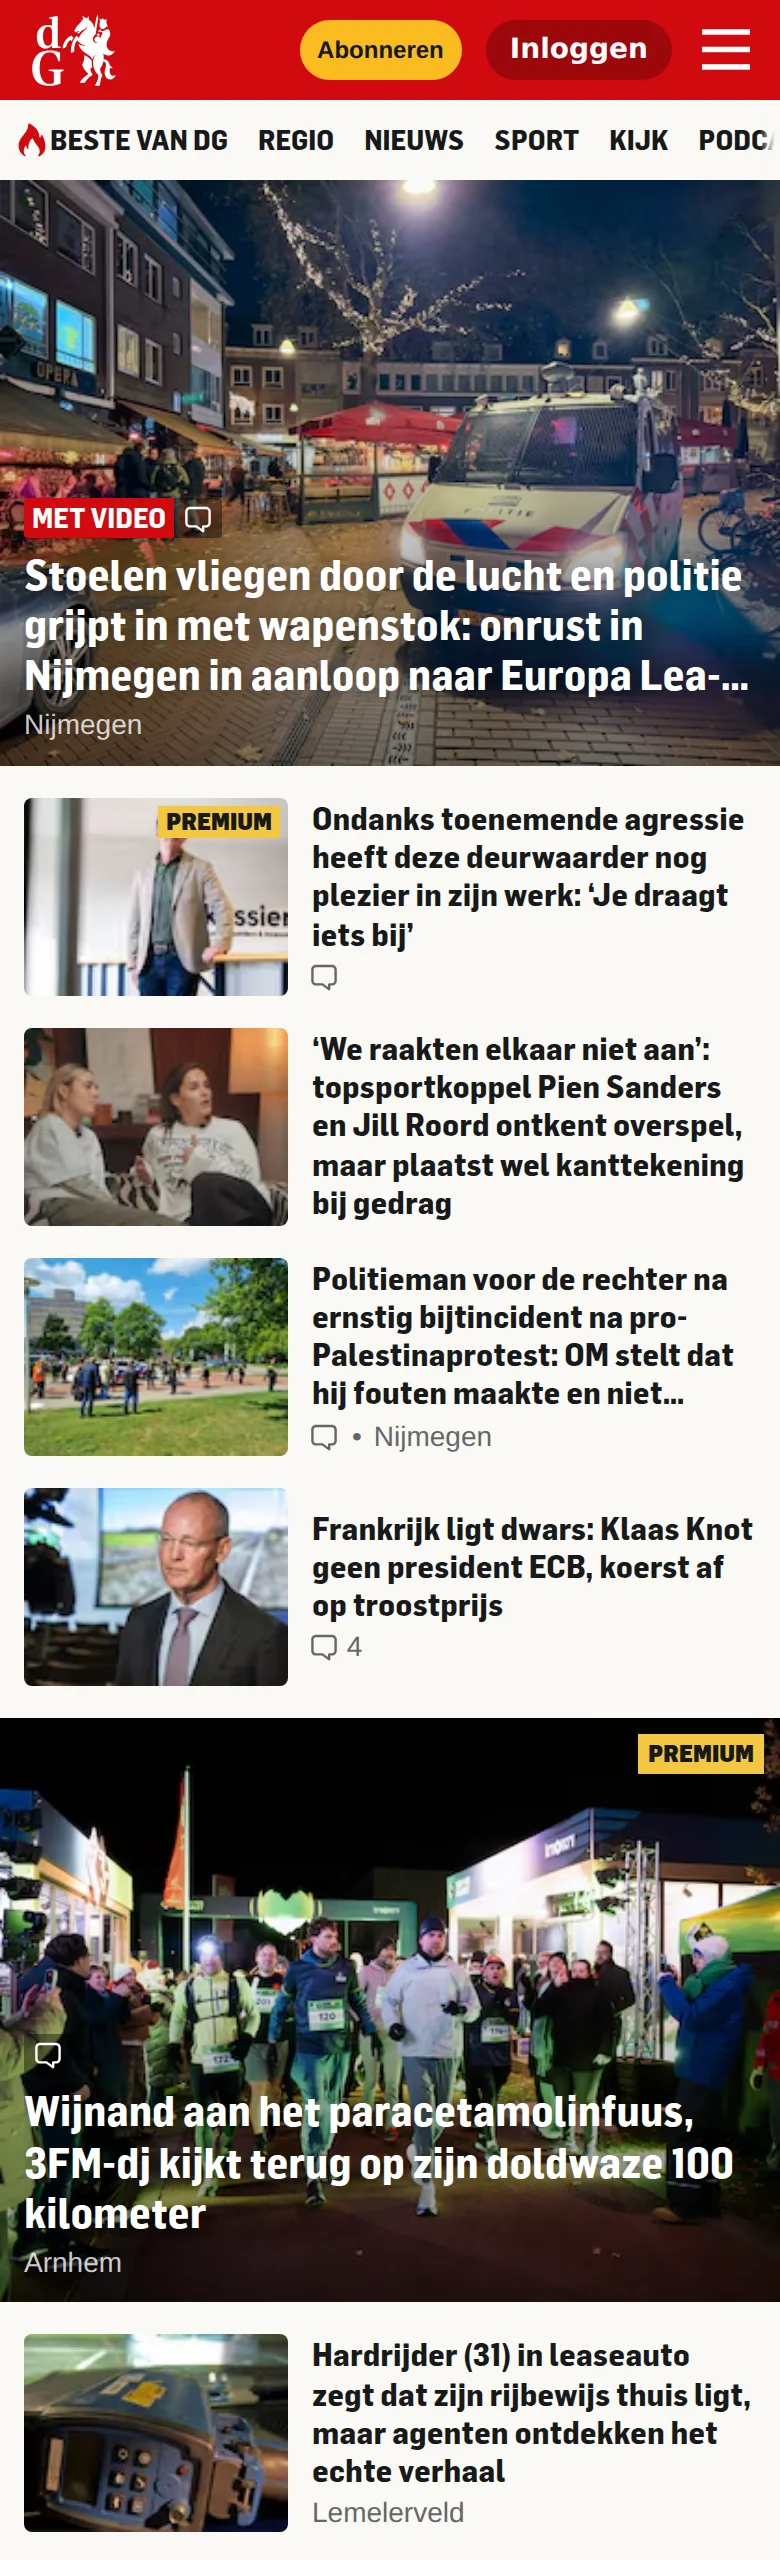 dG
Abonneren
Inloggen
BESTE VAN DG REGIO NIEUWS SPORT KIJK PODCA
OPERA
POLITIE
MET VIDEO
Stoelen vliegen door de lucht en politie
grijpt in met wapenstok: onrust in
Nijmegen in aanloop naar Europa Lea-...
Nijmegen
PREMIUM
Ondanks toenemende agressie
heeft deze deurwaarder nog
plezier in zijn werk: ‘Je draagt
iets bij’
‘We raakten elkaar niet aan’:
topsportkoppel Pien Sanders
en Jill Roord ontkent overspel,
maar plaatst wel kanttekening
bij gedrag
Politieman voor de rechter na
ernstig bijtincident na pro-
Palestinaprotest: OM stelt dat
hij fouten maakte en niet...
• Nijmegen
Frankrijk ligt dwars: Klaas Knot
geen president ECB, koerst af
op troostprijs
4
PREMIUM
201
120
172
Wijnand aan het paracetamolinfuus,
3FM-dj kijkt terug op zijn doldwaze 100
kilometer
Arnhem
Hardrijder (31) in leaseauto
zegt dat zijn rijbewijs thuis ligt,
maar agenten ontdekken het
echte verhaal
Lemelerveld